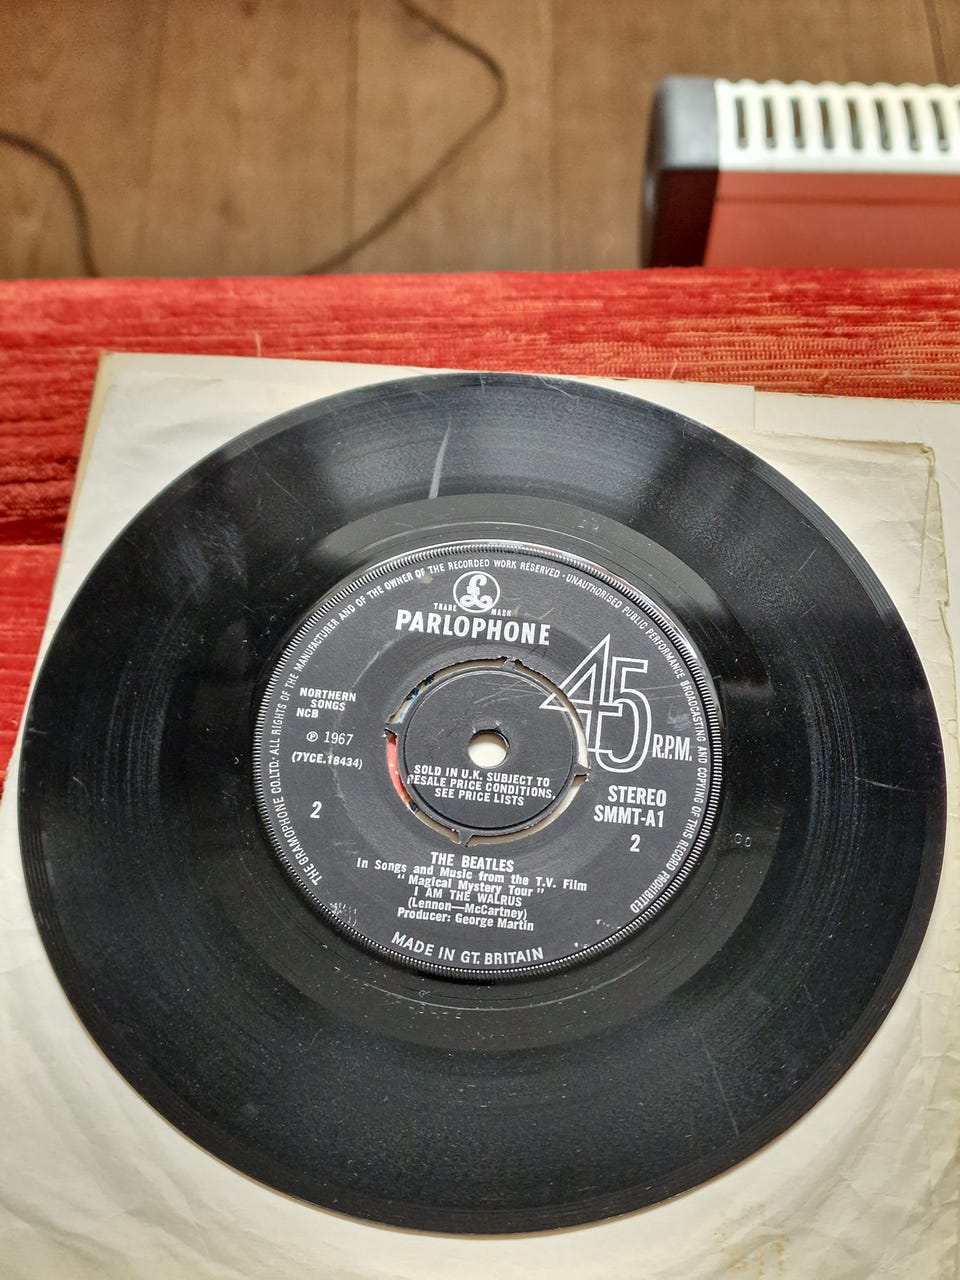 THE GRAMOPHONE CO.LTD. · ALL RIGHTS OF THE MANUFACTURER AND OF THE OWNER OF THE RECORDED WORK RESERVED · UNAUTHORISED PUBLIC PERFORMANCE BROADCASTING AND COPYING OF THIS RECORD PROHIBITED
£
TRADE MARK
PARLOPHONE
45
R.P.M.
NORTHERN
SONGS
NCB
℗ 1967
(7YCE.18434)
2
SOLD IN U.K. SUBJECT TO
RESALE PRICE CONDITIONS,
SEE PRICE LISTS
STEREO
SMMT-A1
2
THE BEATLES
In Songs and Music from the T.V. Film
"Magical Mystery Tour"
I AM THE WALRUS
(Lennon—McCartney)
Producer: George Martin
MADE IN GT. BRITAIN